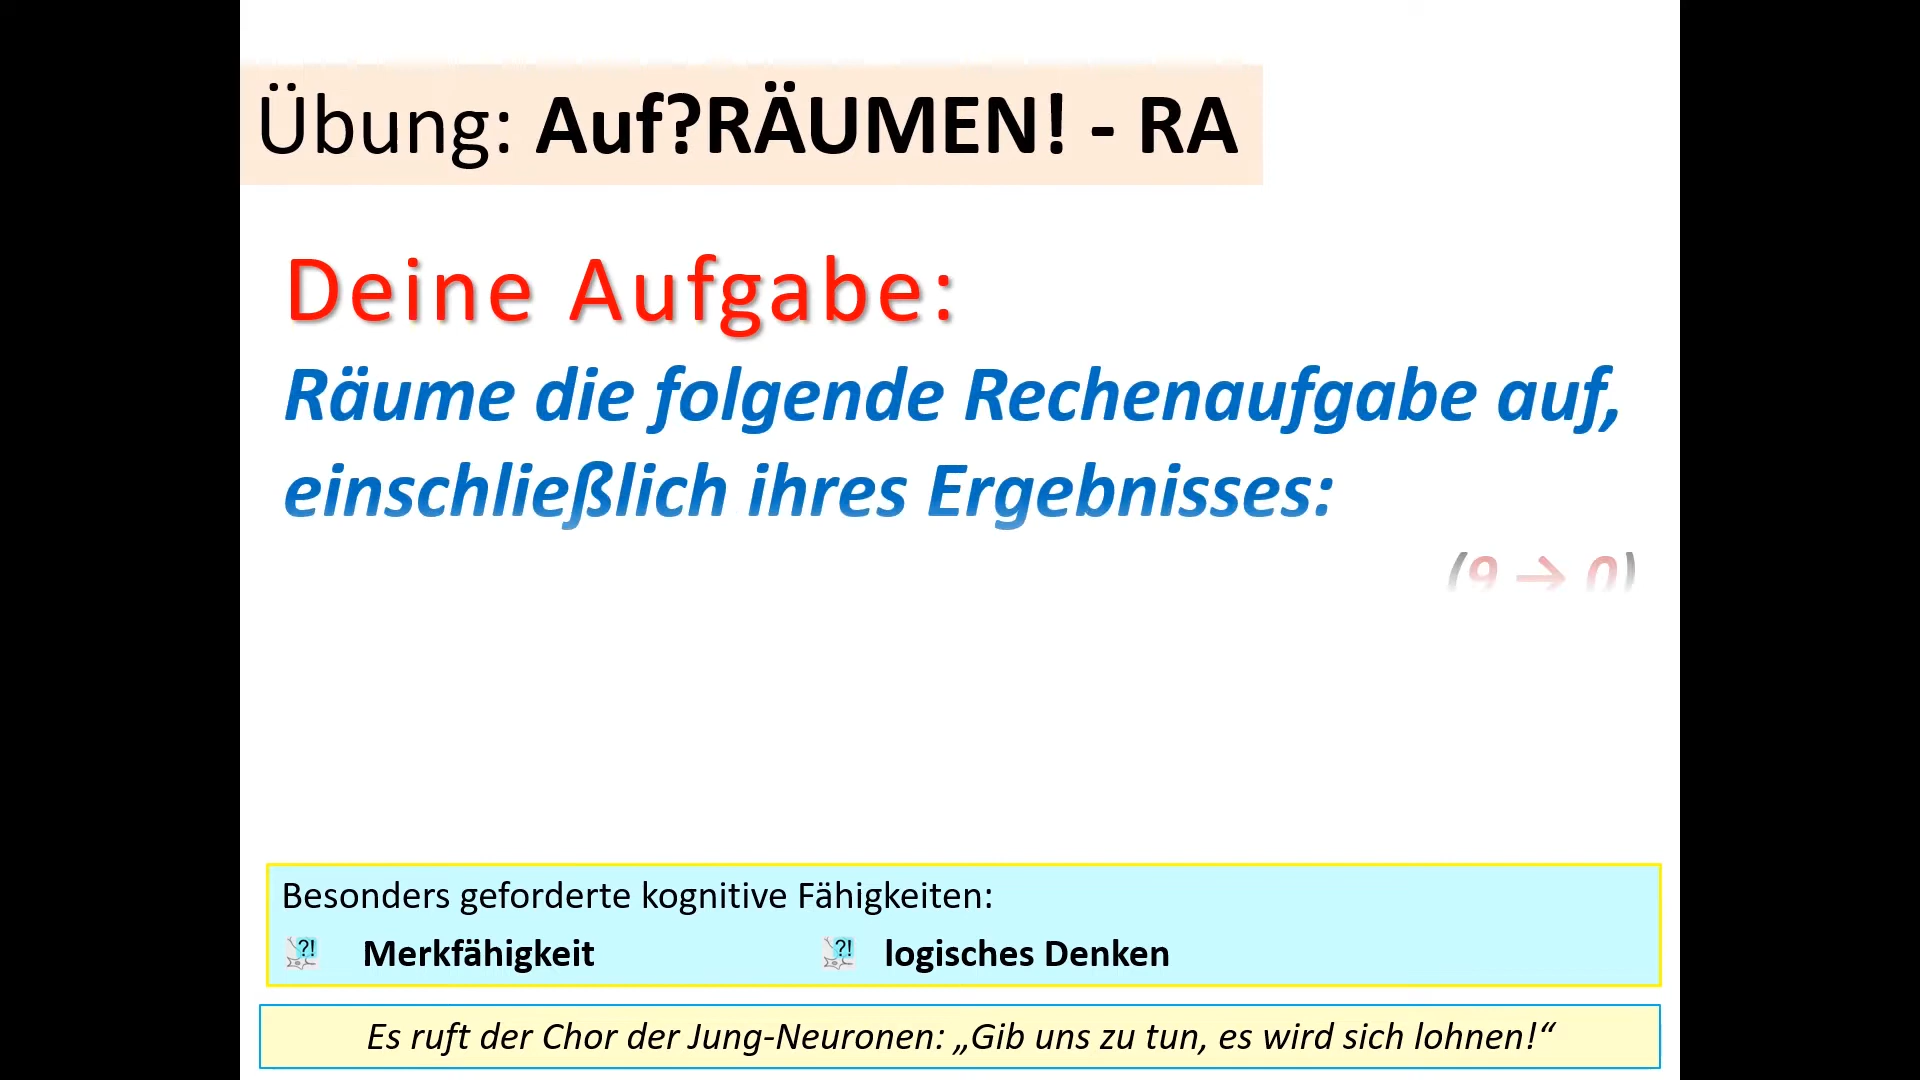 Übung: Auf?RÄUMEN! - RA
Deine Aufgabe:
Räume die folgende Rechenaufgabe auf,
einschließlich ihres Ergebnisses:
(9 → 0)
Besonders geforderte kognitive Fähigkeiten:
?! Merkfähigkeit ?! logisches Denken
Es ruft der Chor der Jung-Neuronen: „Gib uns zu tun, es wird sich lohnen!“